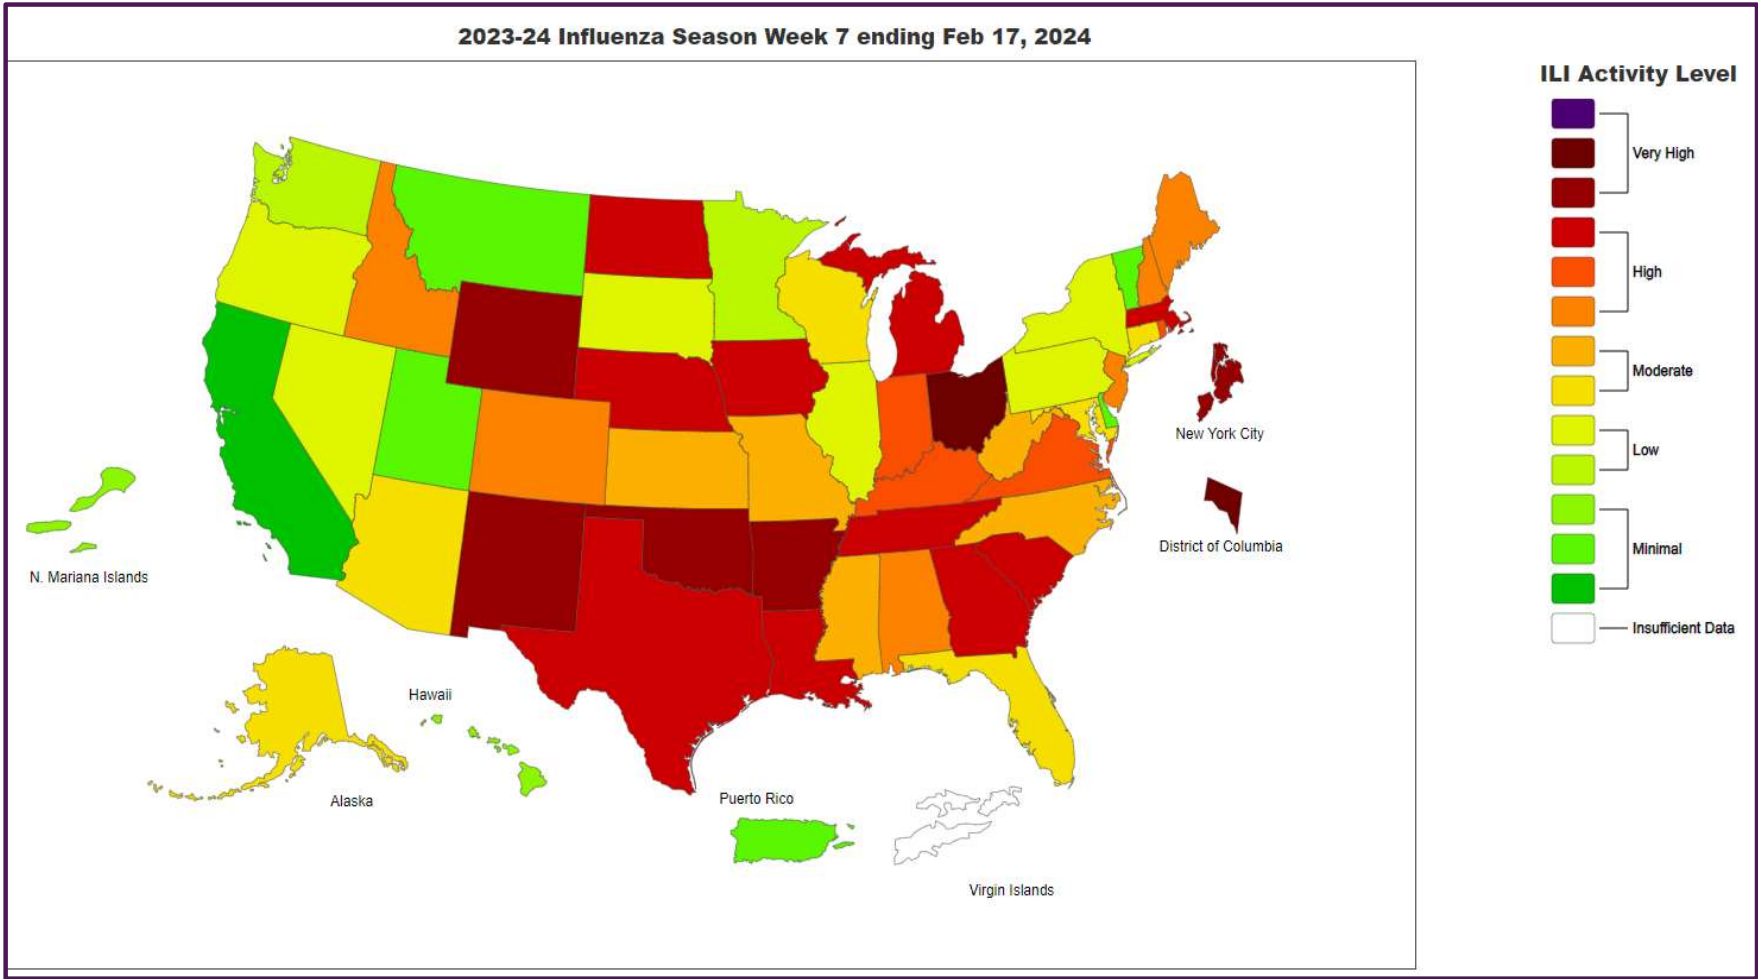 2023-24 Influenza Season Week 7 ending Feb 17, 2024
ILI Activity Level
Very High
High
Moderate
Low
Minimal
Insufficient Data
New York City
District of Columbia
N. Mariana Islands
Hawaii
Alaska
Puerto Rico
Virgin Islands